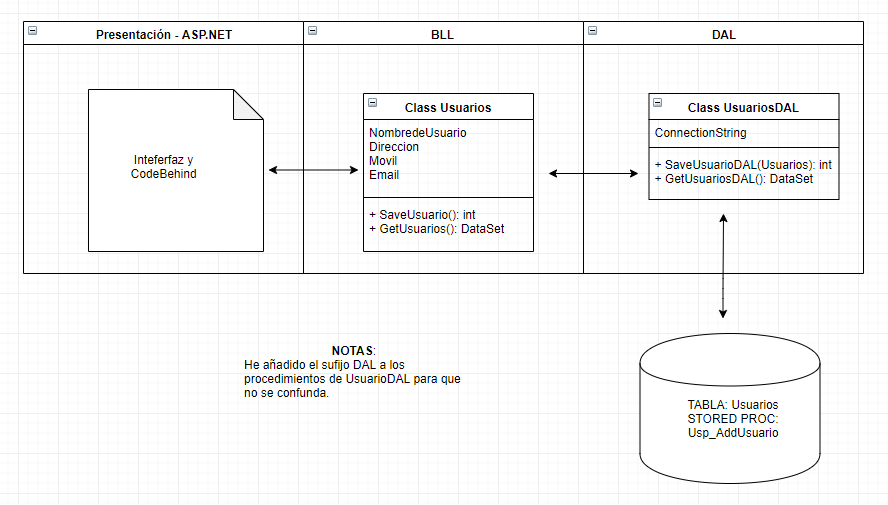 Presentación - ASP.NET
BLL
DAL
Inteferfaz y
CodeBehind
Class Usuarios
NombredeUsuario
Direccion
Movil
Email
+ SaveUsuario(): int
+ GetUsuarios(): DataSet
Class UsuariosDAL
ConnectionString
+ SaveUsuarioDAL(Usuarios): int
+ GetUsuariosDAL(): DataSet
NOTAS:
He añadido el sufijo DAL a los
procedimientos de UsuarioDAL para que
no se confunda.
TABLA: Usuarios
STORED PROC:
Usp_AddUsuario